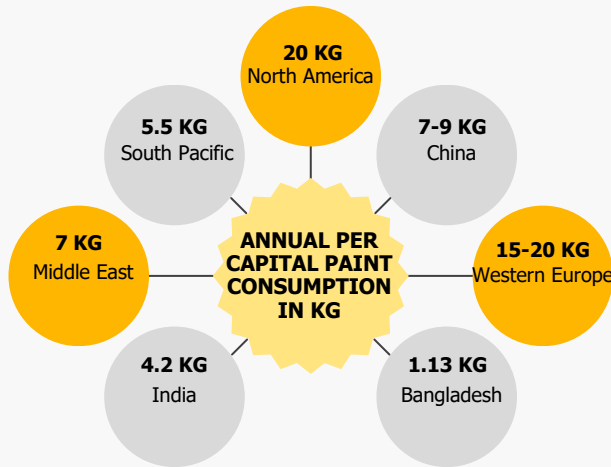 20 KG
North America
5.5 KG
South Pacific
7-9 KG
China
7 KG
Middle East
ANNUAL PER
CAPITAL PAINT
CONSUMPTION
IN KG
15-20 KG
Western Europe
4.2 KG
India
1.13 KG
Bangladesh